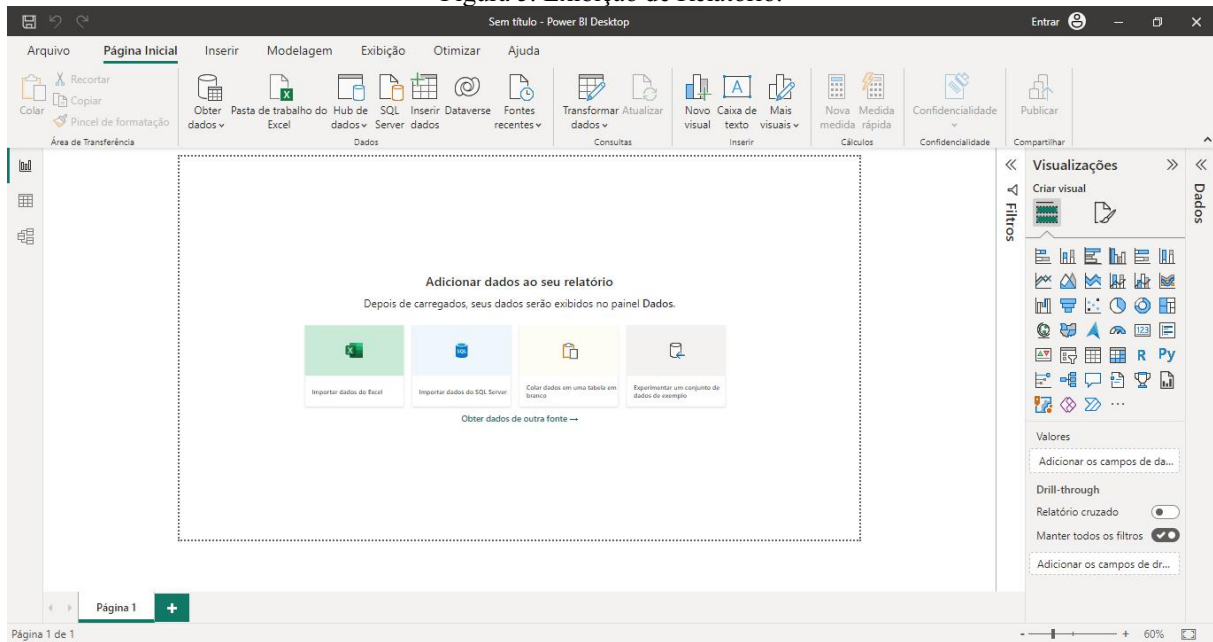 Sem título - Power BI Desktop
Entrar
Arquivo Página Inicial Inserir Modelagem Exibição Otimizar Ajuda
Colar
Recortar
Copiar
Pincel de formatação
Área de Transferência
Obter dados
Pasta de trabalho do Excel
Hub de dados
SQL Server
Inserir dados
Dataverse
Fontes recentes
Dados
Transformar dados
Atualizar
Consultas
Novo visual
Caixa de texto
Mais visuais
Inserir
Nova medida
Medida rápida
Cálculos
Confidencialidade
Confidencialidade
Publicar
Compartilhar
Adicionar dados ao seu relatório
Depois de carregados, seus dados serão exibidos no painel Dados.
Importar dados do Excel
Importar dados do SQL Server
Colar dados em uma tabela em
branco
Experimentar um conjunto de
dados de exemplo
Obter dados de outra fonte →
Filtros
Visualizações
Criar visual
123
R Py
Valores
Adicionar os campos de da...
Drill-through
Relatório cruzado
Manter todos os filtros
Adicionar os campos de dr...
Dados
Página 1
Página 1 de 1
- + 60%